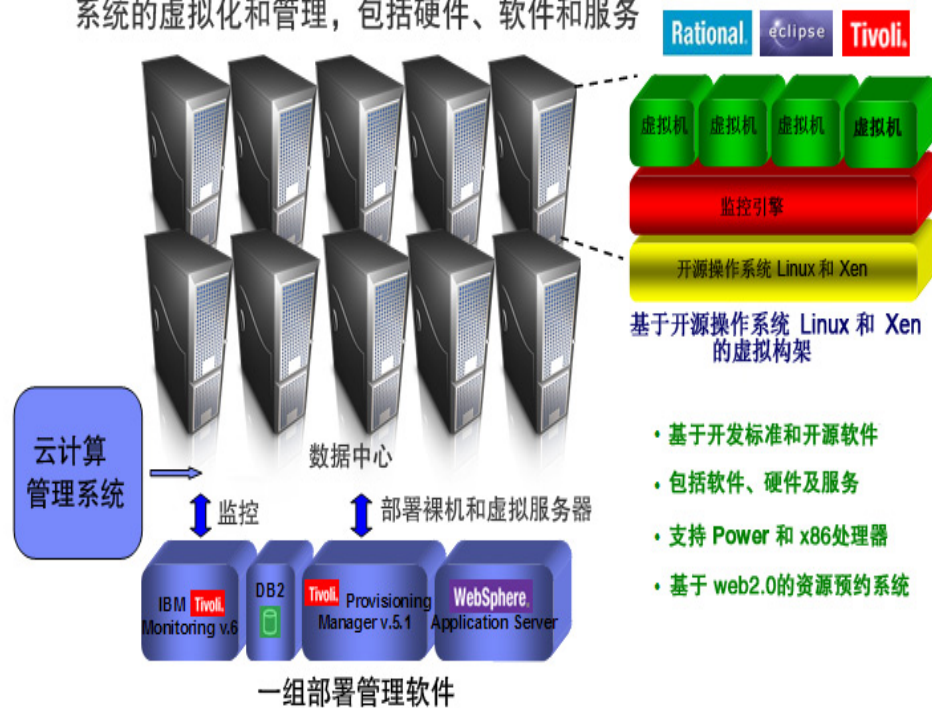 系统的虚拟化和管理，包括硬件、软件和服务
Rational.
eclipse
Tivoli.
虚拟机
虚拟机
虚拟机
虚拟机
监控引擎
开源操作系统 Linux 和 Xen
基于开源操作系统 Linux 和 Xen
的虚拟构架
云计算
管理系统
数据中心
监控
部署裸机和虚拟服务器
• 基于开发标准和开源软件
• 包括软件、硬件及服务
• 支持 Power 和 x86处理器
• 基于 web2.0的资源预约系统
IBM Tivoli.
Monitoring v.6
DB2
Tivoli. Provisioning
Manager v.5.1
WebSphere.
Application Server
一组部署管理软件